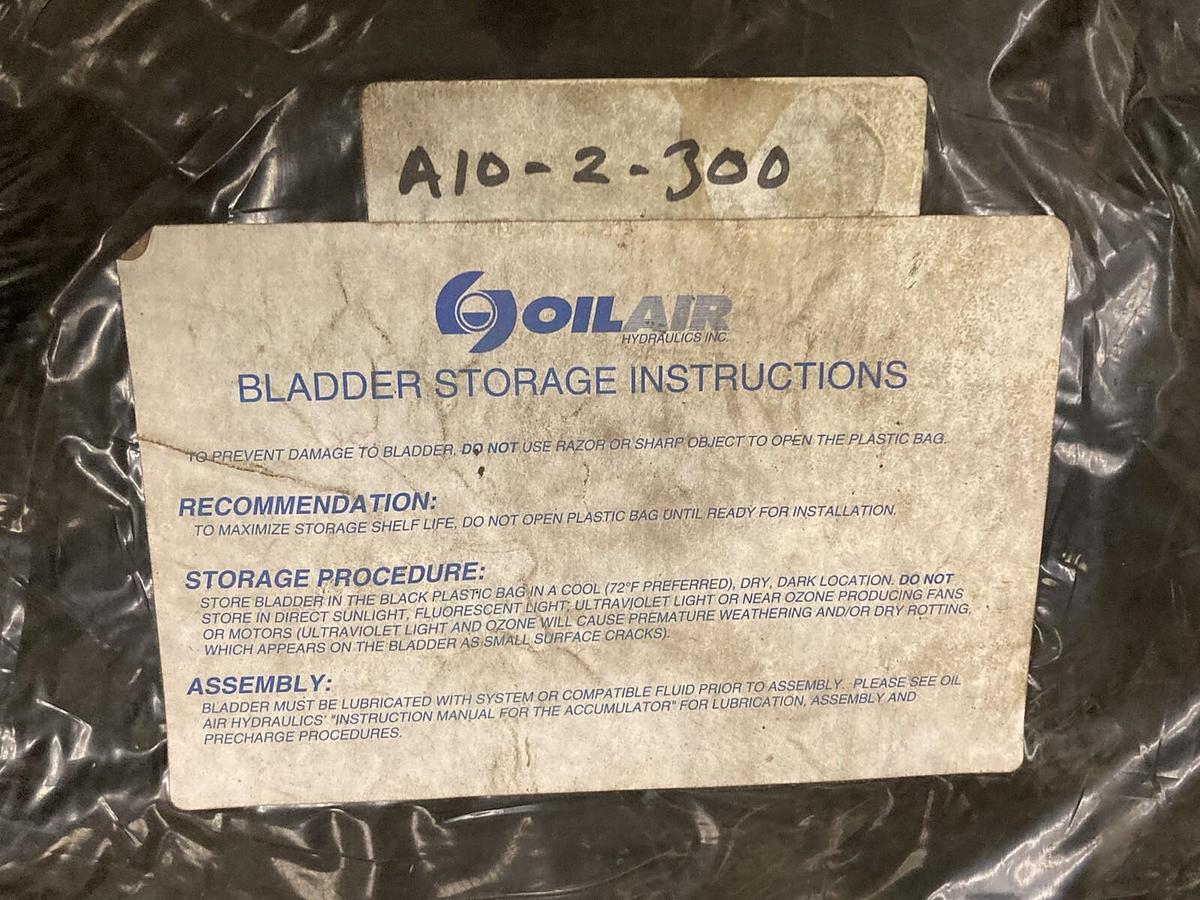 A10-2-300
OILAIR
HYDRAULICS INC.
BLADDER STORAGE INSTRUCTIONS
TO PREVENT DAMAGE TO BLADDER, DO NOT USE RAZOR OR SHARP OBJECT TO OPEN THE PLASTIC BAG.
RECOMMENDATION:
TO MAXIMIZE STORAGE SHELF LIFE, DO NOT OPEN PLASTIC BAG UNTIL READY FOR INSTALLATION.
STORAGE PROCEDURE:
STORE BLADDER IN THE BLACK PLASTIC BAG IN A COOL (72°F PREFERRED), DRY, DARK LOCATION. DO NOT
STORE IN DIRECT SUNLIGHT, FLUORESCENT LIGHT, ULTRAVIOLET LIGHT OR NEAR OZONE PRODUCING FANS
OR MOTORS (ULTRAVIOLET LIGHT AND OZONE WILL CAUSE PREMATURE WEATHERING AND/OR DRY ROTTING,
WHICH APPEARS ON THE BLADDER AS SMALL SURFACE CRACKS).
ASSEMBLY:
BLADDER MUST BE LUBRICATED WITH SYSTEM OR COMPATIBLE FLUID PRIOR TO ASSEMBLY. PLEASE SEE OIL
AIR HYDRAULICS' "INSTRUCTION MANUAL FOR THE ACCUMULATOR" FOR LUBRICATION, ASSEMBLY AND
PRECHARGE PROCEDURES.